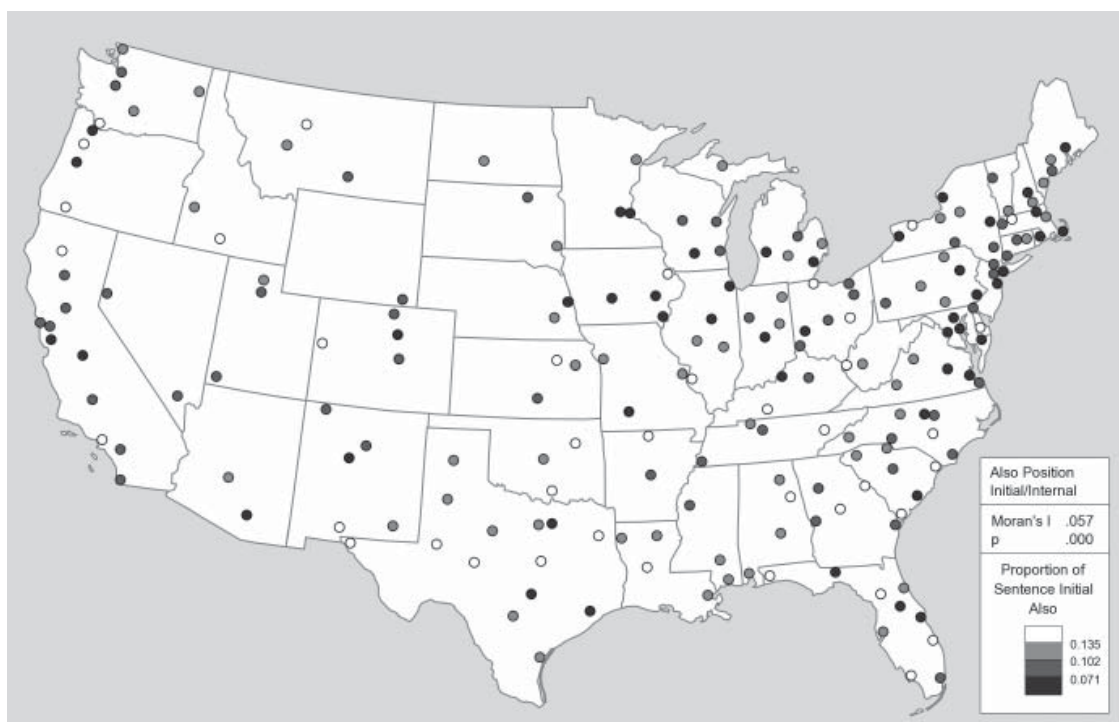 Also Position
Initial/Internal
Moran's I .057
p .000
Proportion of
Sentence Initial
Also
0.135
0.102
0.071